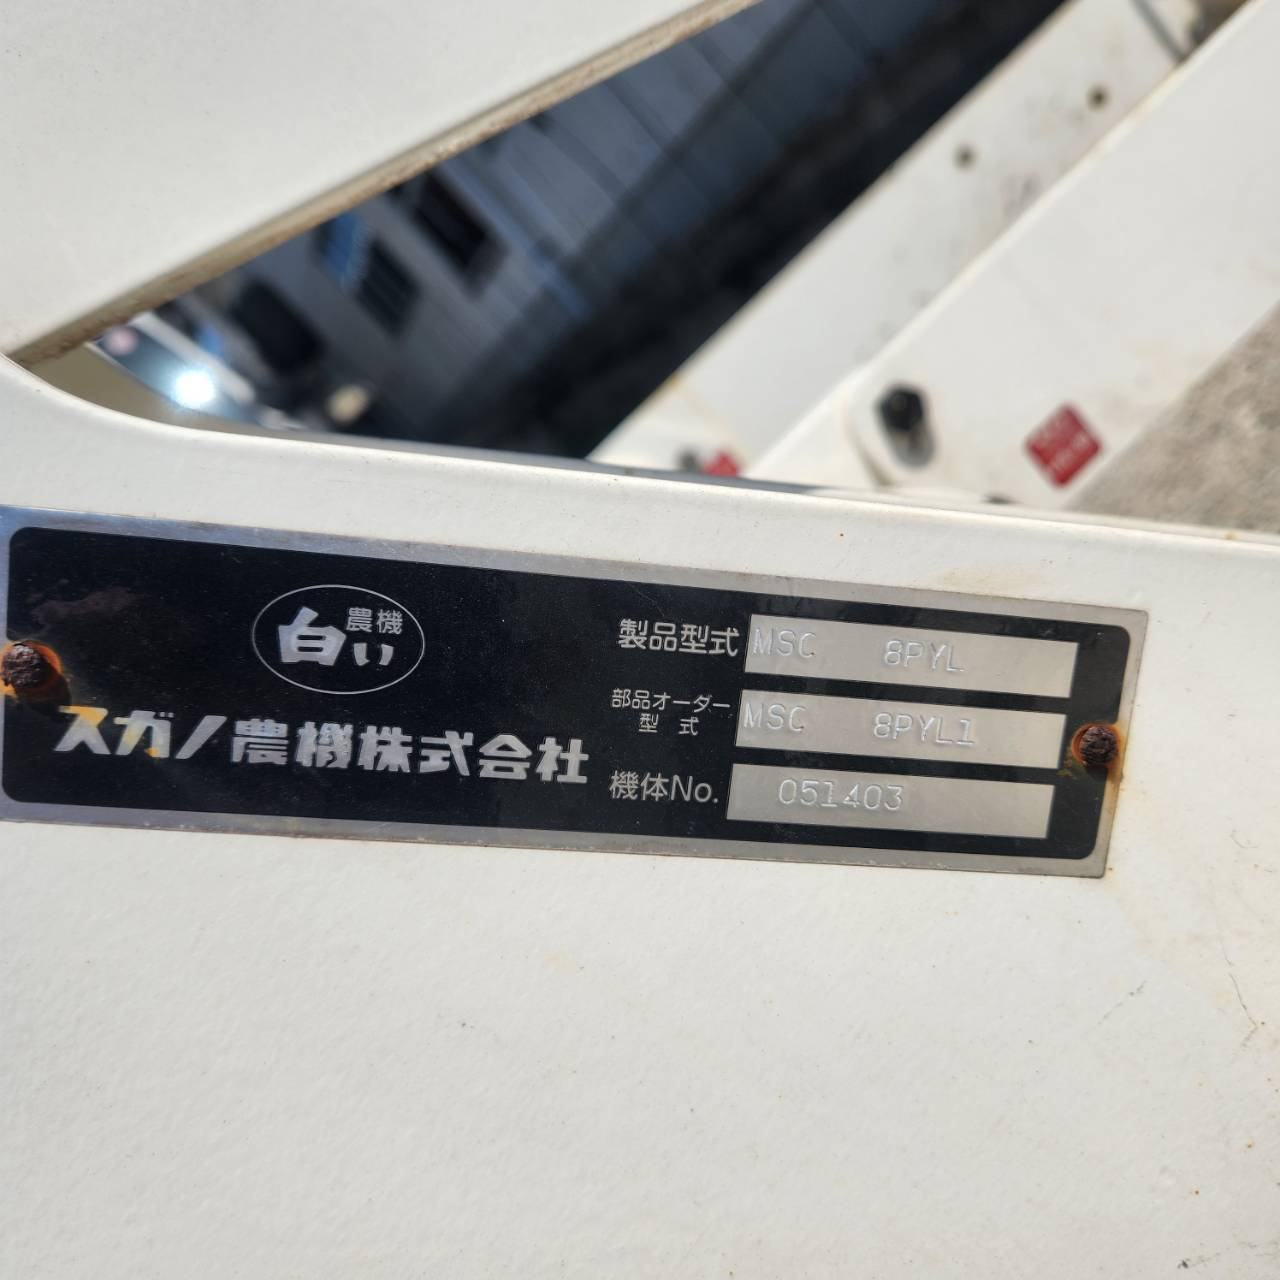 白い農機
スガノ農機株式会社
製品型式 MSC 8PYL
部品オーダー型式 MSC 8PYL1
機体No. 051403